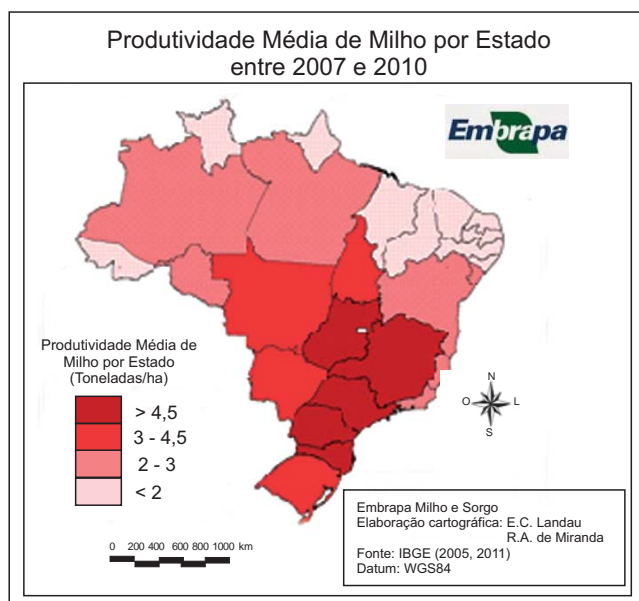 Produtividade Média de Milho por Estado
entre 2007 e 2010
Embrapa
Produtividade Média de
Milho por Estado
(Toneladas/ha)
> 4,5
3 - 4,5
2 - 3
< 2
N
O
L
S
0 200 400 600 800 1000 km
Embrapa Milho e Sorgo
Elaboração cartográfica: E.C. Landau
R.A. de Miranda
Fonte: IBGE (2005, 2011)
Datum: WGS84